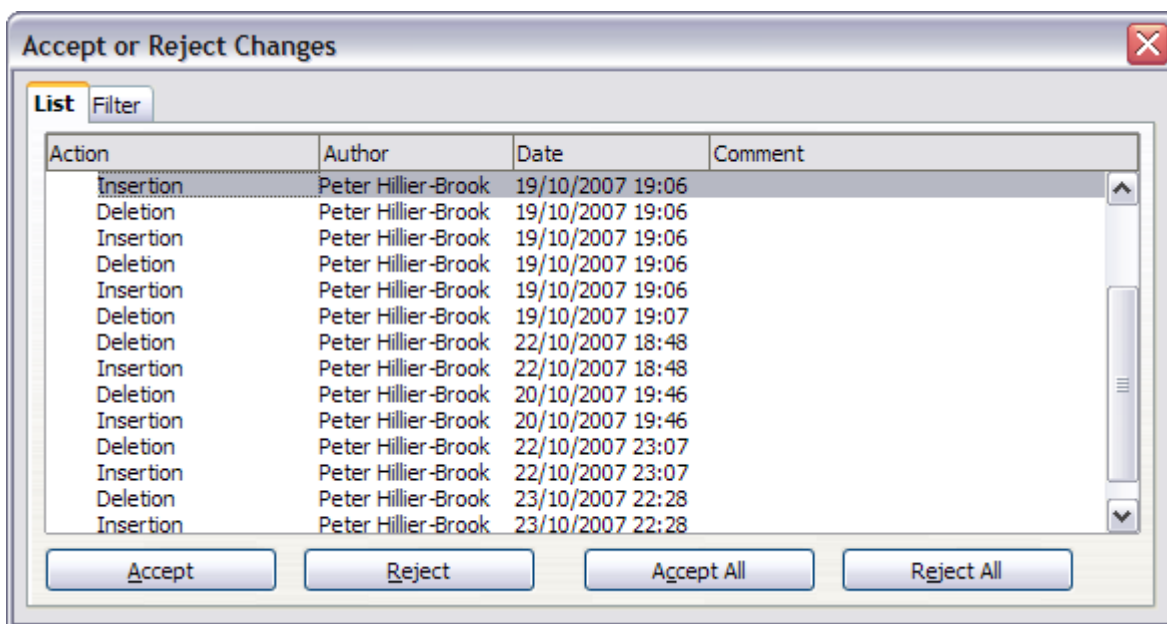 Accept or Reject Changes
List Filter
Action Author Date Comment
Insertion Peter Hillier-Brook 19/10/2007 19:06
Deletion Peter Hillier-Brook 19/10/2007 19:06
Insertion Peter Hillier-Brook 19/10/2007 19:06
Deletion Peter Hillier-Brook 19/10/2007 19:06
Insertion Peter Hillier-Brook 19/10/2007 19:06
Deletion Peter Hillier-Brook 19/10/2007 19:07
Deletion Peter Hillier-Brook 22/10/2007 18:48
Insertion Peter Hillier-Brook 22/10/2007 18:48
Deletion Peter Hillier-Brook 20/10/2007 19:46
Insertion Peter Hillier-Brook 20/10/2007 19:46
Deletion Peter Hillier-Brook 22/10/2007 23:07
Insertion Peter Hillier-Brook 22/10/2007 23:07
Deletion Peter Hillier-Brook 23/10/2007 22:28
Insertion Peter Hillier-Brook 23/10/2007 22:28
Accept Reject Accept All Reject All